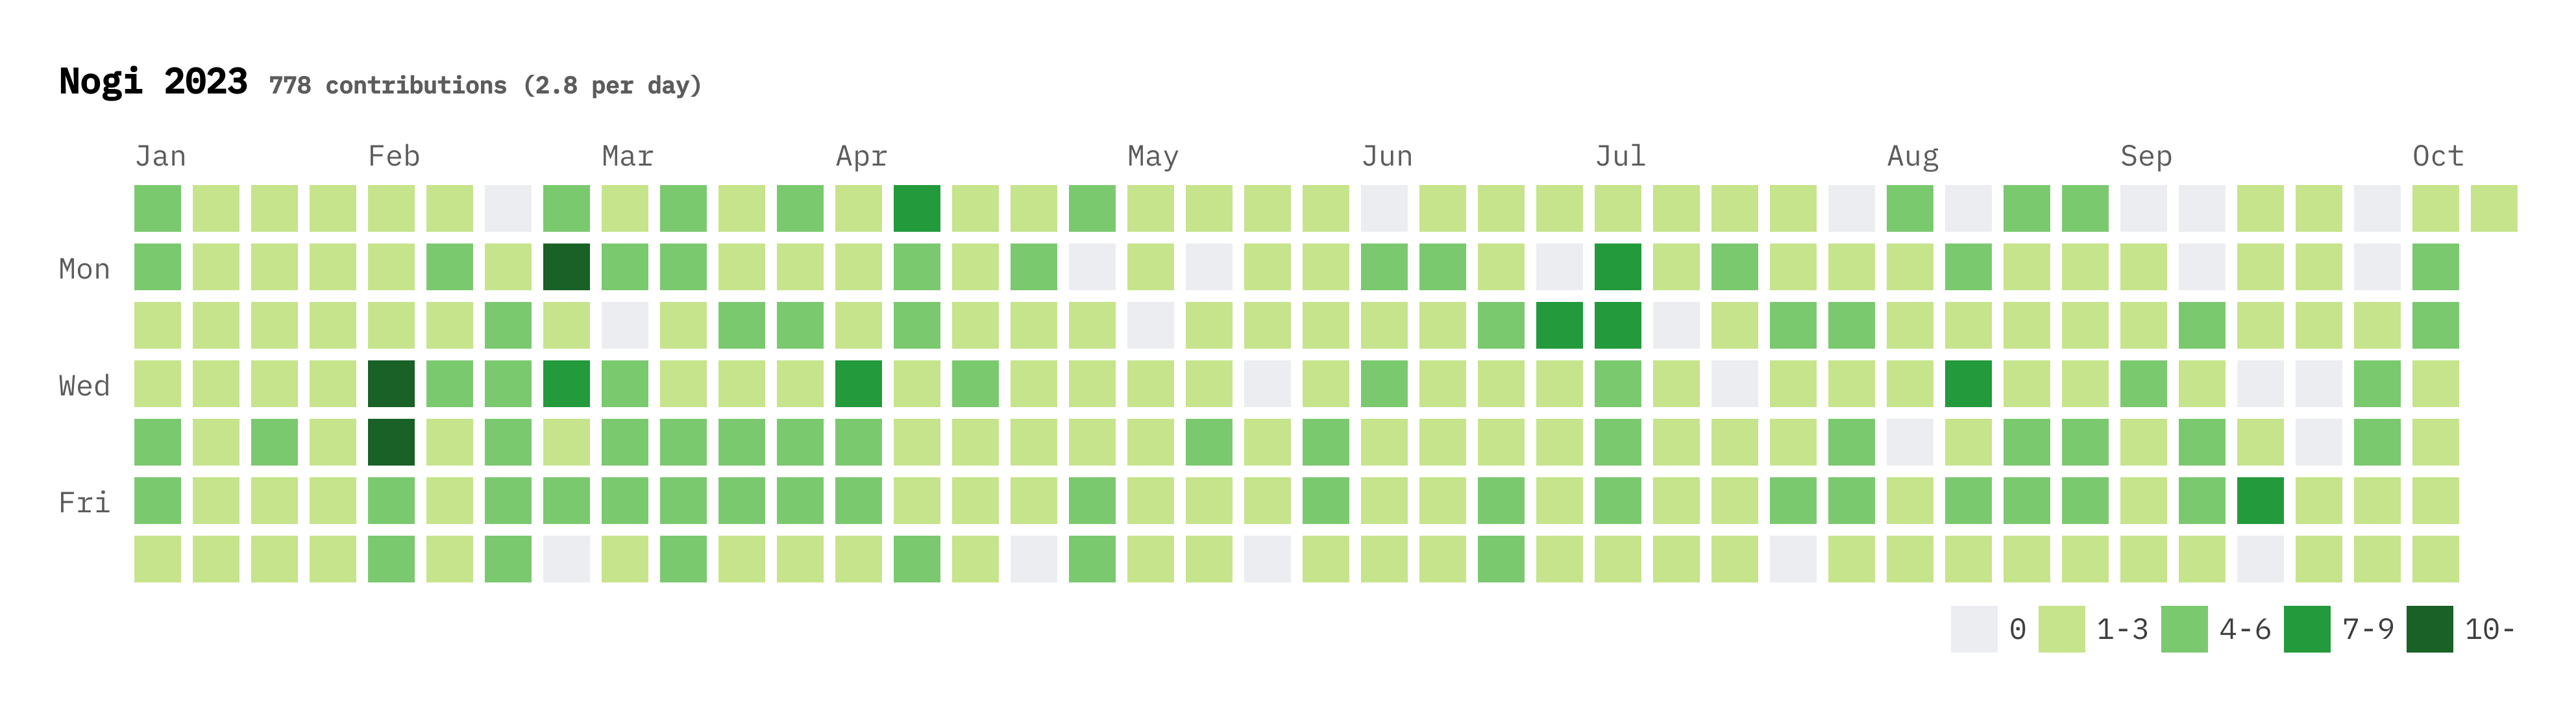 Nogi 2023 778 contributions (2.8 per day)
Jan Feb Mar Apr May Jun Jul Aug Sep Oct
Mon
Wed
Fri
0 1-3 4-6 7-9 10-